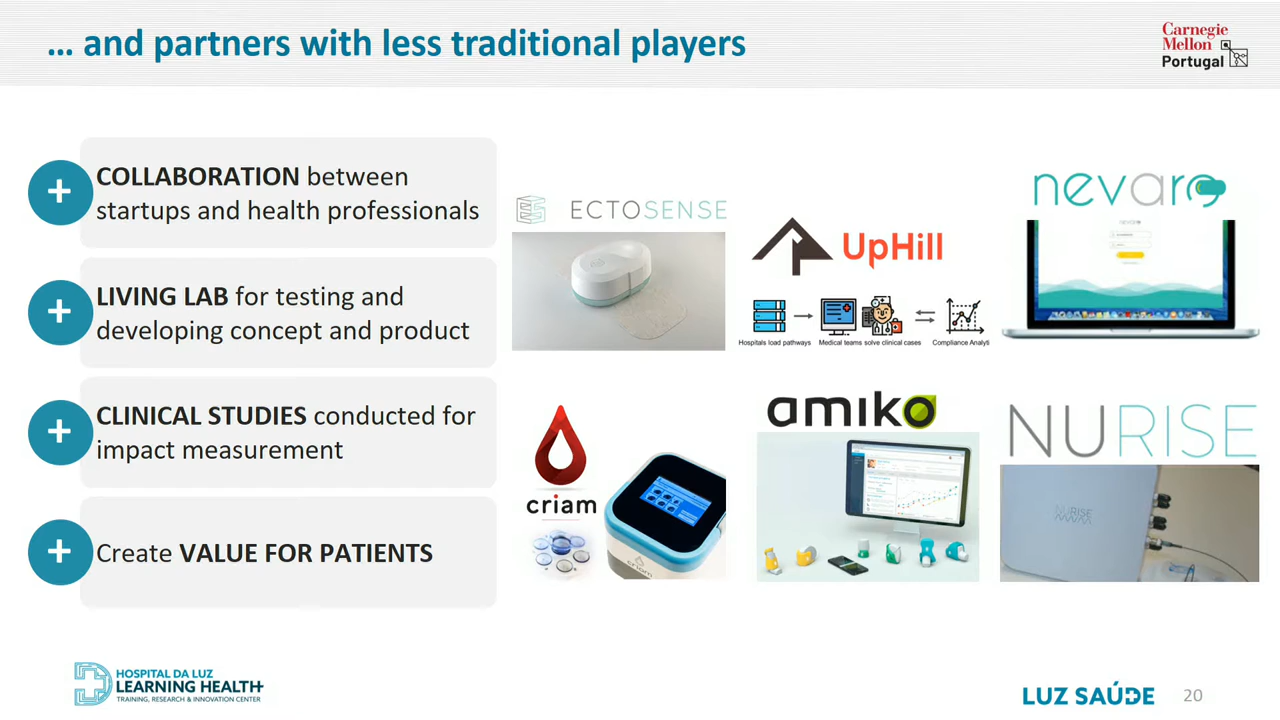 … and partners with less traditional players
Carnegie
Mellon
Portugal
+ COLLABORATION between
startups and health professionals
+ LIVING LAB for testing and
developing concept and product
+ CLINICAL STUDIES conducted for
impact measurement
+ Create VALUE FOR PATIENTS
ECTOSENSE
UpHill
Hospitals load pathways
Medical teams solve clinical cases
Compliance Analyti
nevaro
nevaro
criam
criam
amiko
NURISE
NURISE
HOSPITAL DA LUZ
LEARNING HEALTH+
TRAINING, RESEARCH & INNOVATION CENTER
LUZ SAÚDE
20